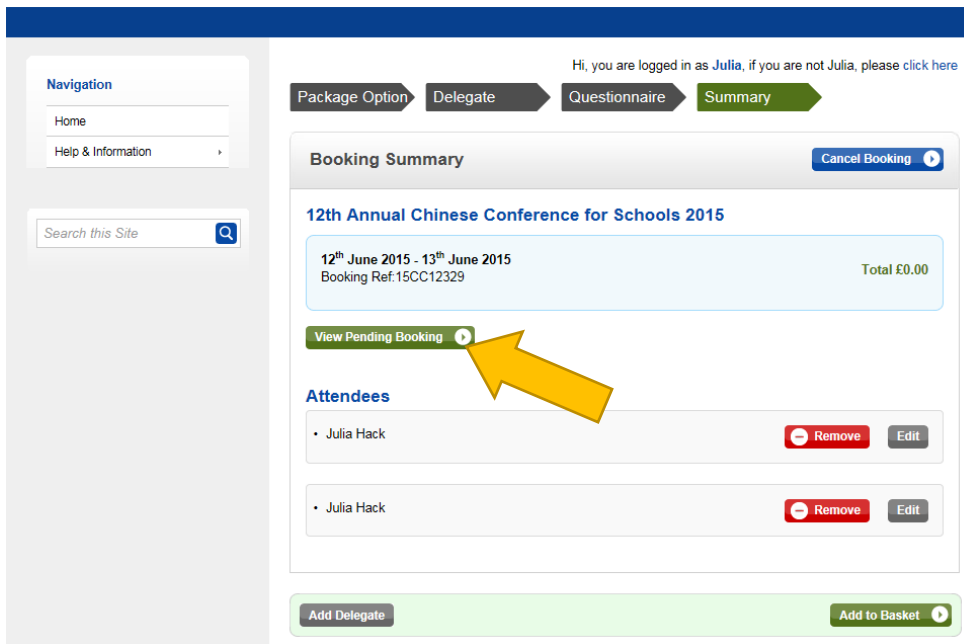 Hi, you are logged in as Julia, if you are not Julia, please click here
Navigation
Home
Help & Information
Search this Site
Package Option
Delegate
Questionnaire
Summary
Booking Summary
Cancel Booking
12th Annual Chinese Conference for Schools 2015
12th June 2015 - 13th June 2015
Booking Ref:15CC12329
Total £0.00
View Pending Booking
Attendees
• Julia Hack
Remove
Edit
• Julia Hack
Remove
Edit
Add Delegate
Add to Basket